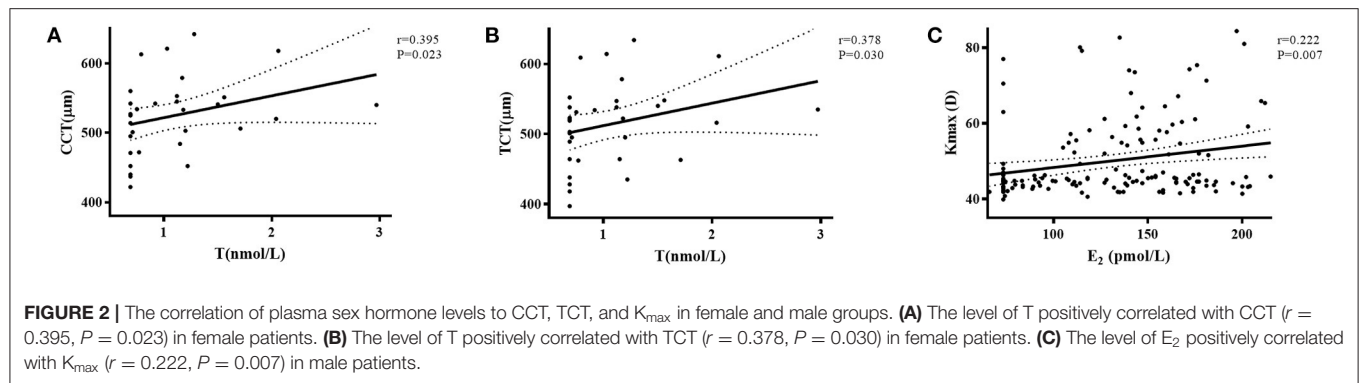 A
r=0.395
P=0.023
CCT(μm)
600
500
400
1
2
3
T(nmol/L)
B
r=0.378
P=0.030
TCT(μm)
600
500
400
1
2
3
T(nmol/L)
C
r=0.222
P=0.007
Kmax (D)
80
60
40
100
150
200
E2 (pmol/L)
FIGURE 2 | The correlation of plasma sex hormone levels to CCT, TCT, and Kmax in female and male groups. (A) The level of T positively correlated with CCT (r =
0.395, P = 0.023) in female patients. (B) The level of T positively correlated with TCT (r = 0.378, P = 0.030) in female patients. (C) The level of E2 positively correlated
with Kmax (r = 0.222, P = 0.007) in male patients.